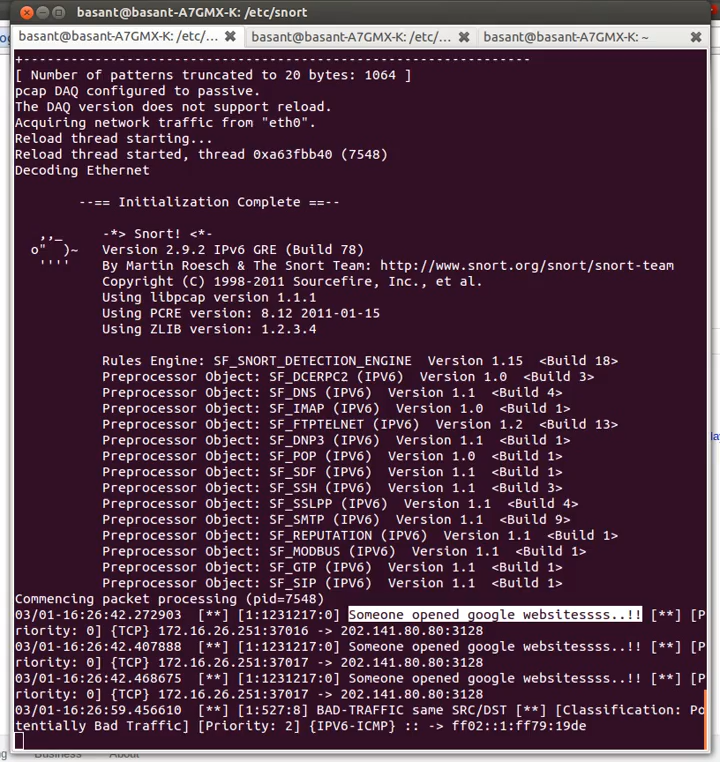 basant@basant-A7GMX-K: /etc/snort
basant@basant-A7GMX-K: /etc/... basant@basant-A7GMX-K: /etc/... basant@basant-A7GMX-K: ~
+-----------------------------------------------------------
[ Number of patterns truncated to 20 bytes: 1064 ]
pcap DAQ configured to passive.
The DAQ version does not support reload.
Acquiring network traffic from "eth0".
Reload thread starting...
Reload thread started, thread 0xa63fbb40 (7548)
Decoding Ethernet
--== Initialization Complete ==--
,,_ -*> Snort! <*-
o" )~ Version 2.9.2 IPv6 GRE (Build 78)
'''' By Martin Roesch & The Snort Team: http://www.snort.org/snort/snort-team
Copyright (C) 1998-2011 Sourcefire, Inc., et al.
Using libpcap version 1.1.1
Using PCRE version: 8.12 2011-01-15
Using ZLIB version: 1.2.3.4
Rules Engine: SF_SNORT_DETECTION_ENGINE Version 1.15 <Build 18>
Preprocessor Object: SF_DCERPC2 (IPV6) Version 1.0 <Build 3>
Preprocessor Object: SF_DNS (IPV6) Version 1.1 <Build 4>
Preprocessor Object: SF_IMAP (IPV6) Version 1.0 <Build 1>
Preprocessor Object: SF_FTPTELNET (IPV6) Version 1.2 <Build 13>
Preprocessor Object: SF_DNP3 (IPV6) Version 1.1 <Build 1>
Preprocessor Object: SF_POP (IPV6) Version 1.0 <Build 1>
Preprocessor Object: SF_SDF (IPV6) Version 1.1 <Build 1>
Preprocessor Object: SF_SSH (IPV6) Version 1.1 <Build 3>
Preprocessor Object: SF_SSLPP (IPV6) Version 1.1 <Build 4>
Preprocessor Object: SF_SMTP (IPV6) Version 1.1 <Build 9>
Preprocessor Object: SF_REPUTATION (IPV6) Version 1.1 <Build 1>
Preprocessor Object: SF_MODBUS (IPV6) Version 1.1 <Build 1>
Preprocessor Object: SF_GTP (IPV6) Version 1.1 <Build 1>
Preprocessor Object: SF_SIP (IPV6) Version 1.1 <Build 1>
Commencing packet processing (pid=7548)
03/01-16:26:42.272903 [**] [1:1231217:0] Someone opened google websitessss..!! [**] [P
riority: 0] {TCP} 172.16.26.251:37016 -> 202.141.80.80:3128
03/01-16:26:42.407888 [**] [1:1231217:0] Someone opened google websitessss..!! [**] [P
riority: 0] {TCP} 172.16.26.251:37017 -> 202.141.80.80:3128
03/01-16:26:42.468675 [**] [1:1231217:0] Someone opened google websitessss..!! [**] [P
riority: 0] {TCP} 172.16.26.251:37017 -> 202.141.80.80:3128
03/01-16:26:59.456610 [**] [1:527:8] BAD-TRAFFIC same SRC/DST [**] [Classification: Po
tentially Bad Traffic] [Priority: 2] {IPV6-ICMP} :: -> ff02::1:ff79:19de
Business About